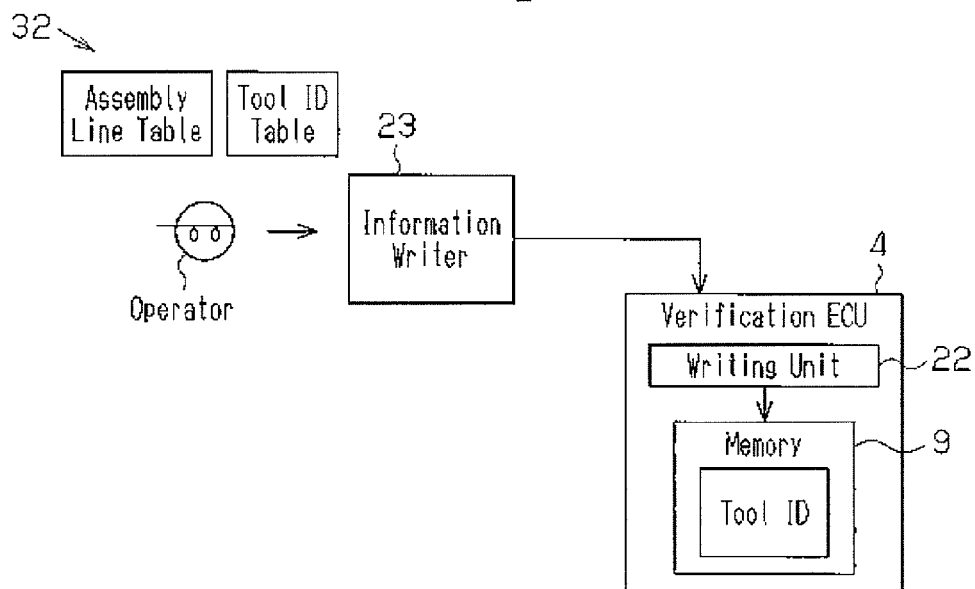 32
Assembly
Line Table
Tool ID
Table
23
Information
Writer
Operator
4
Verification ECU
Writing Unit
22
Memory
9
Tool ID